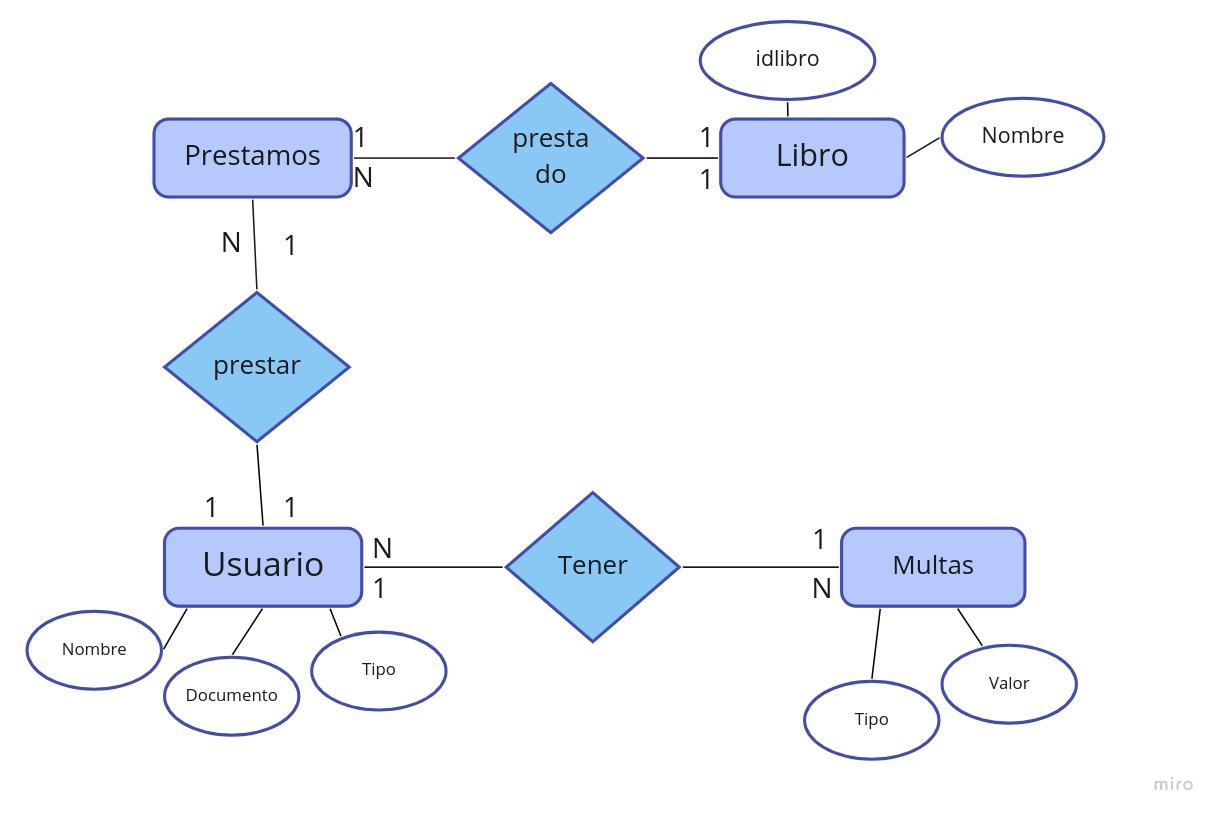 idlibro
Nombre
Prestamos
1
N
presta
do
1
1
Libro
N
1
prestar
1
1
Usuario
N
1
Tener
1
N
Multas
Nombre
Documento
Tipo
Tipo
Valor
miro